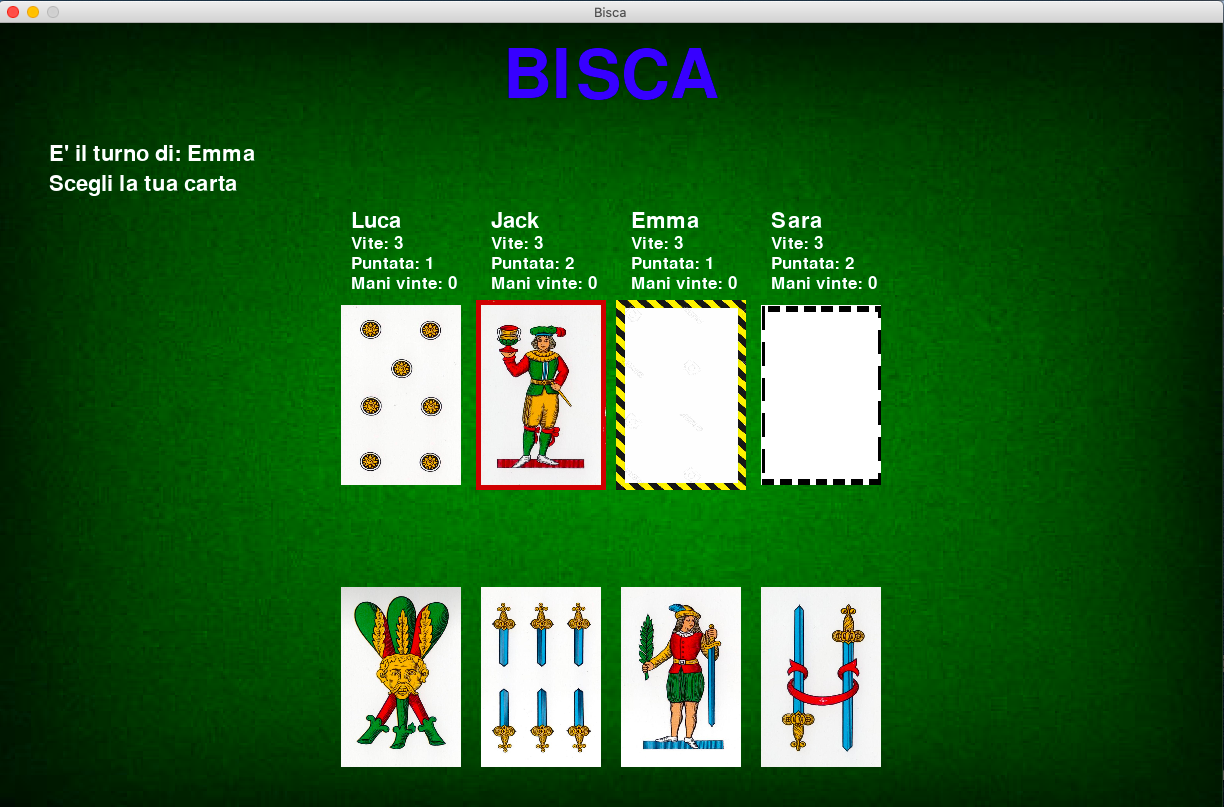 Bisca
BISCA
E' il turno di: Emma
Scegli la tua carta
Luca
Vite: 3
Puntata: 1
Mani vinte: 0
Jack
Vite: 3
Puntata: 2
Mani vinte: 0
Emma
Vite: 3
Puntata: 1
Mani vinte: 0
Sara
Vite: 3
Puntata: 2
Mani vinte: 0